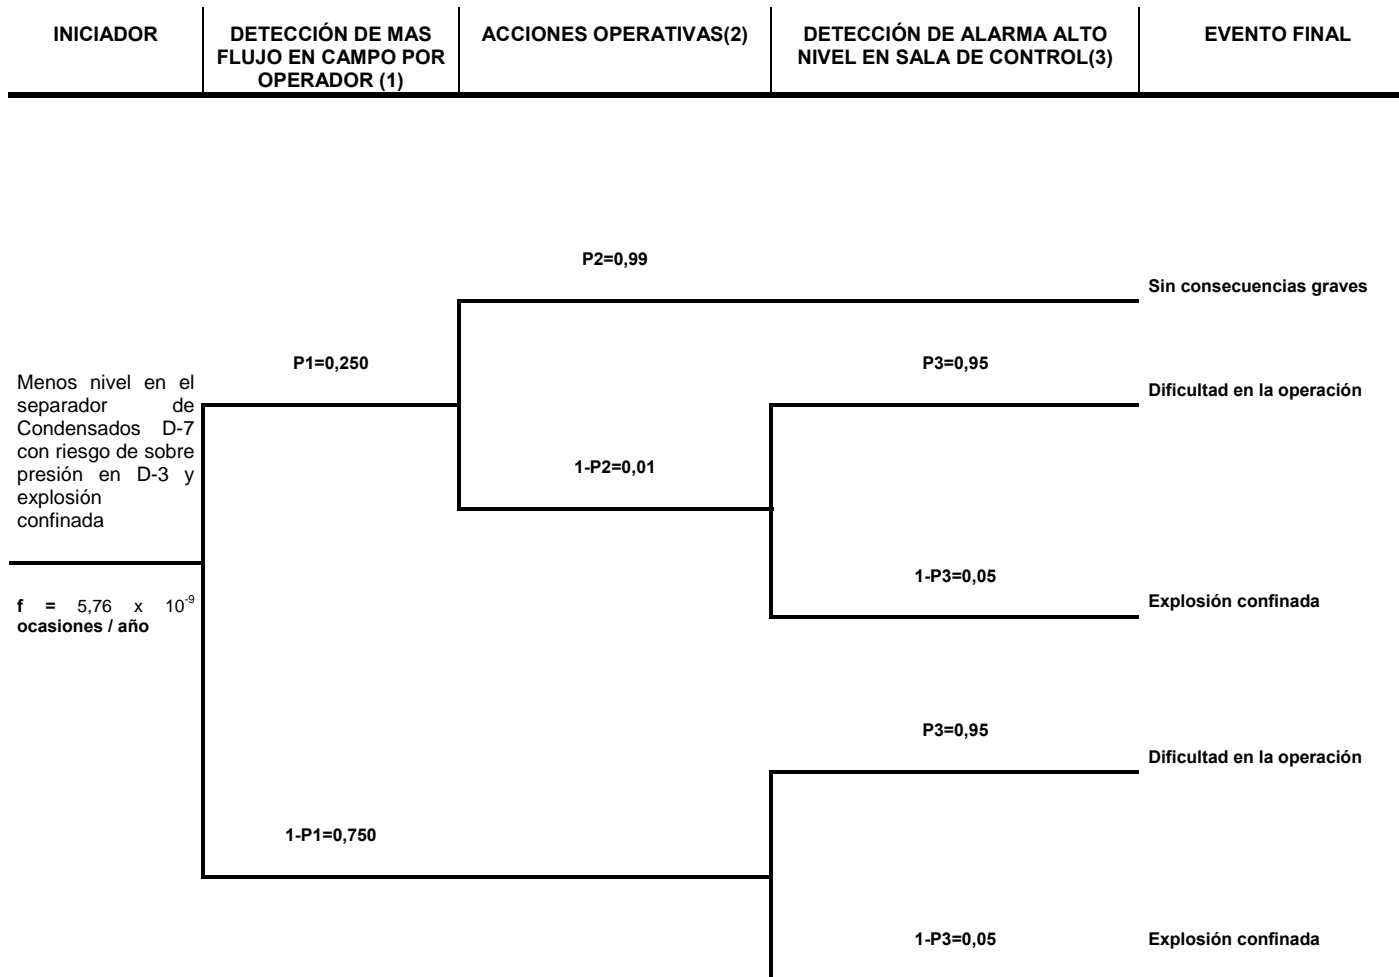 INICIADOR
DETECCIÓN DE MAS
FLUJO EN CAMPO POR
OPERADOR (1)
ACCIONES OPERATIVAS(2)
DETECCIÓN DE ALARMA ALTO
NIVEL EN SALA DE CONTROL(3)
EVENTO FINAL
P2=0,99
Sin consecuencias graves
P1=0,250
P3=0,95
Dificultad en la operación
Menos nivel en el
separador de
Condensados D-7
con riesgo de sobre
presión en D-3 y
explosión
confinada
1-P2=0,01
1-P3=0,05
Explosión confinada
f = 5,76 x 10⁻⁹
ocasiones / año
P3=0,95
Dificultad en la operación
1-P1=0,750
1-P3=0,05
Explosión confinada